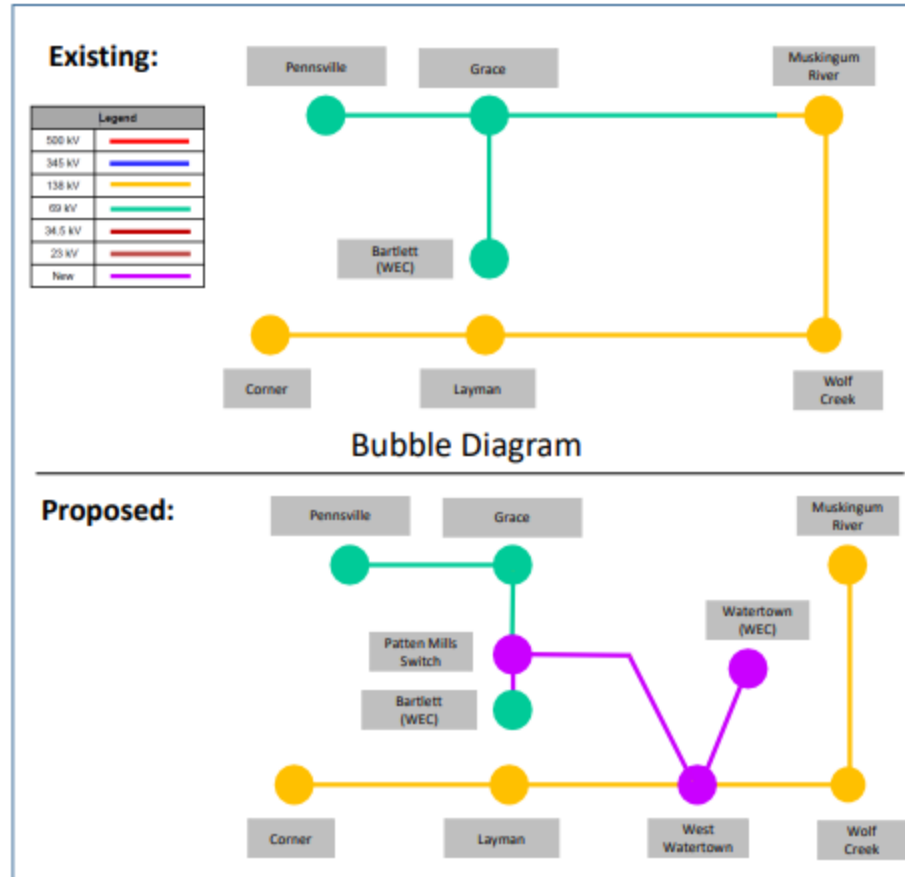 Existing:
Pennsville
Grace
Muskingum
River
Legend
500 kV
345 kV
138 kV
69 kV
34.5 kV
23 kV
New
Bartlett
(WEC)
Corner
Layman
Wolf
Creek
Bubble Diagram
Proposed:
Pennsville
Grace
Muskingum
River
Watertown
(WEC)
Patten Mills
Switch
Bartlett
(WEC)
Corner
Layman
West
Watertown
Wolf
Creek